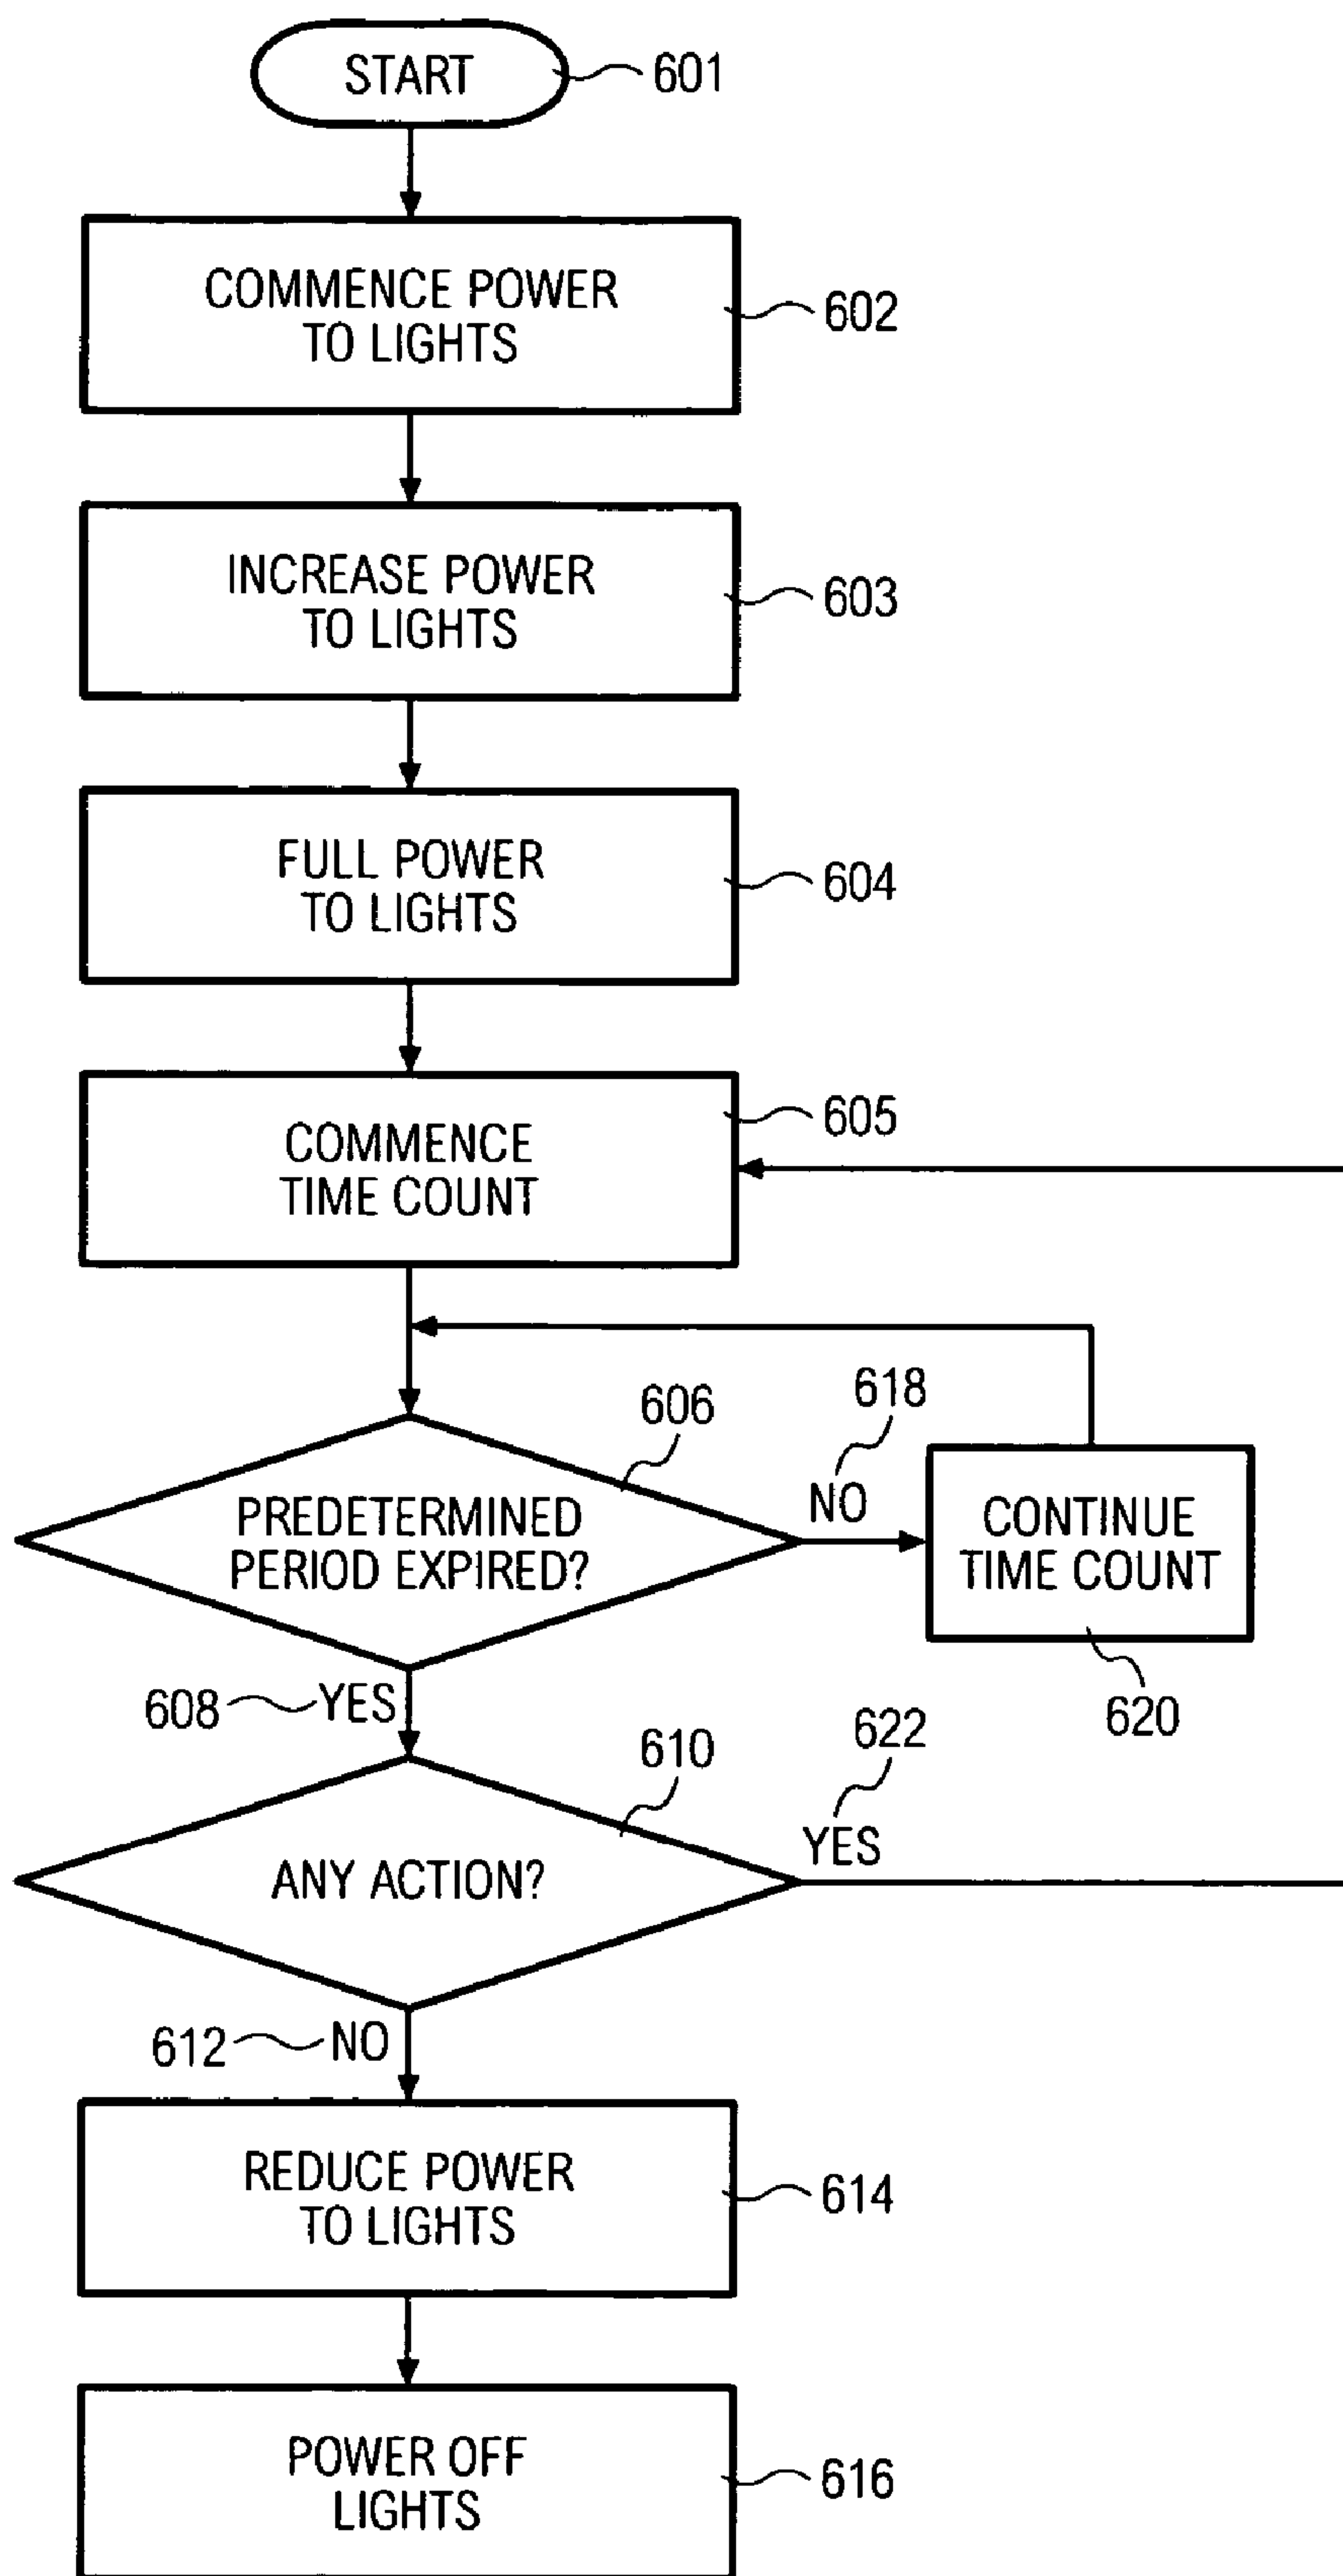 START
601
COMMENCE POWER
TO LIGHTS
602
INCREASE POWER
TO LIGHTS
603
FULL POWER
TO LIGHTS
604
605
COMMENCE
TIME COUNT
606
618
NO
PREDETERMINED
PERIOD EXPIRED?
CONTINUE
TIME COUNT
608
YES
620
610
622
YES
ANY ACTION?
612
NO
REDUCE POWER
TO LIGHTS
614
POWER OFF
LIGHTS
616